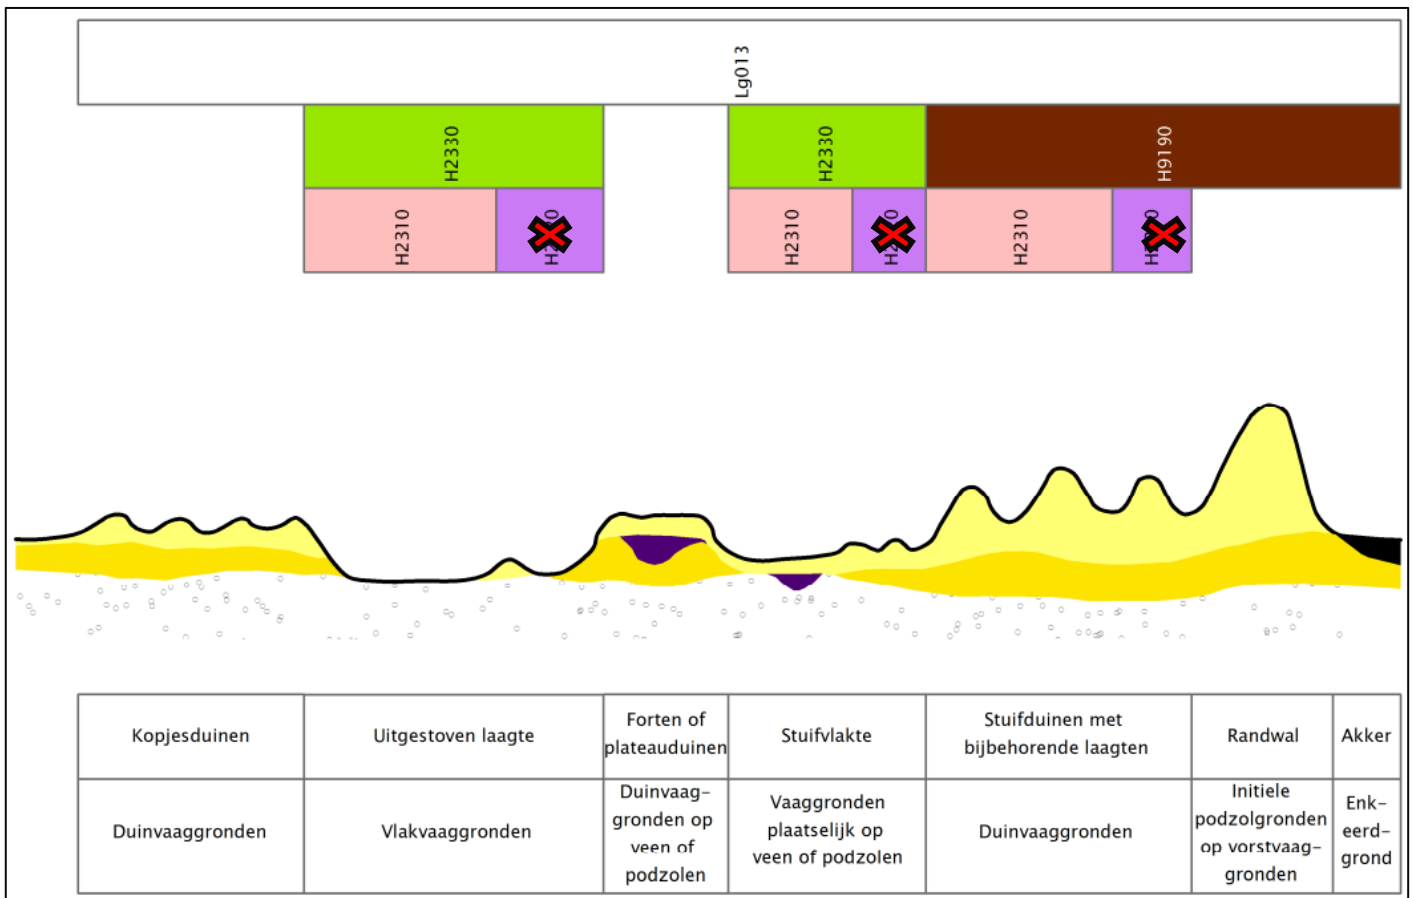 Lg013
H2330
H2330
H9190
H2310
H2310
H2310
Kopjesduinen
Uitgestoven laagte
Forten of
plateauduinen
Stuifvlakte
Stuifduinen met
bijbehorende laagten
Randwal
Akker
Duinvaaggronden
Vlakvaaggronden
Duinvaag-
gronden op
veen of
podzolen
Vaaggronden
plaatselijk op
veen of podzolen
Duinvaaggronden
Initiele
podzolgronden
op vorstvaag-
gronden
Enk-
eerd-
grond